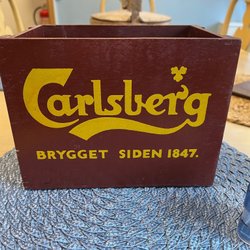 Carlsberg
BRYGGET SIDEN 1847.